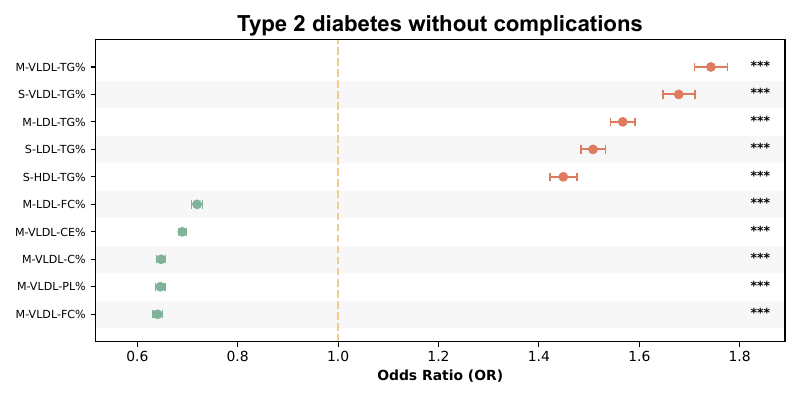 Type 2 diabetes without complications
M-VLDL-TG% ***
S-VLDL-TG% ***
M-LDL-TG% ***
S-LDL-TG% ***
S-HDL-TG% ***
M-LDL-FC% ***
M-VLDL-CE% ***
M-VLDL-C% ***
M-VLDL-PL% ***
M-VLDL-FC% ***
0.6 0.8 1.0 1.2 1.4 1.6 1.8
Odds Ratio (OR)